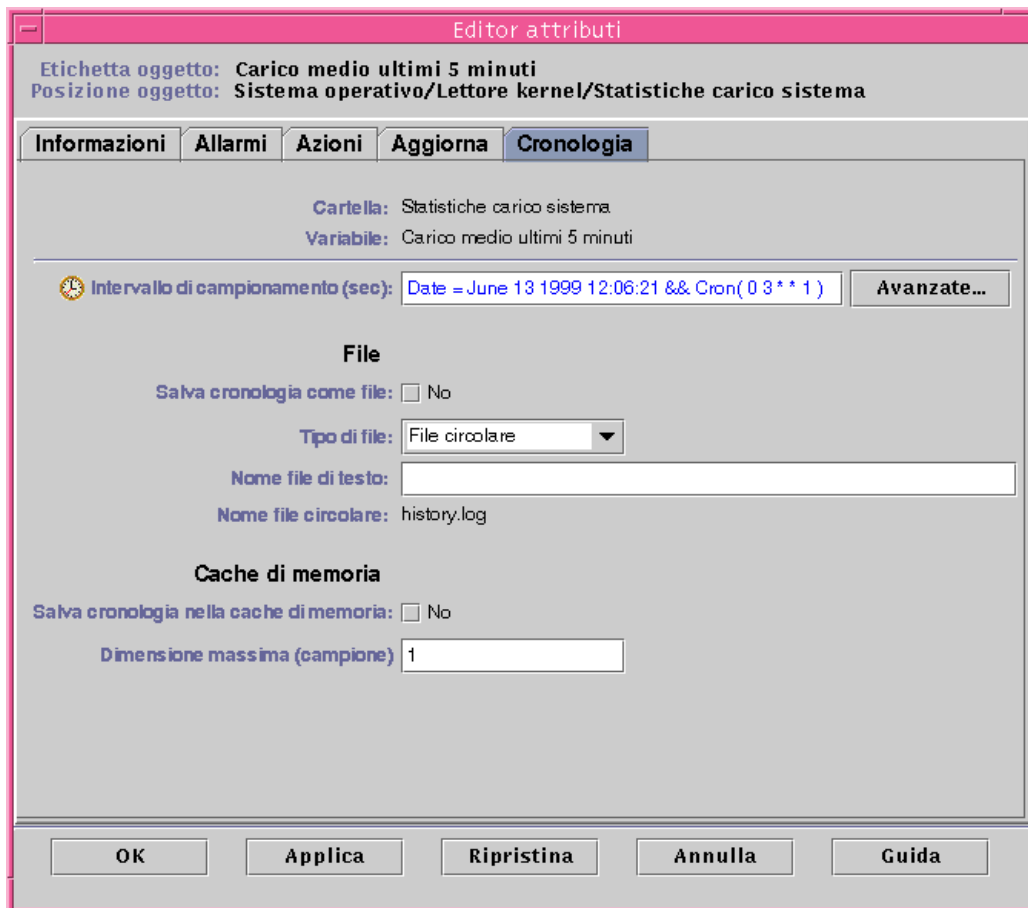 Editor attributi
Etichetta oggetto: Carico medio ultimi 5 minuti
Posizione oggetto: Sistema operativo/Lettore kernel/Statistiche carico sistema
Informazioni Allarmi Azioni Aggiorna Cronologia
Cartella: Statistiche carico sistema
Variabile: Carico medio ultimi 5 minuti
Intervallo di campionamento (sec): Date = June 13 1999 12:06:21 && Cron( 0 3 * * 1 ) Avanzate...
File
Salva cronologia come file: No
Tipo di file: File circolare
Nome file di testo:
Nome file circolare: history.log
Cache di memoria
Salva cronologia nella cache di memoria: No
Dimensione massima (campione) 1
OK Applica Ripristina Annulla Guida